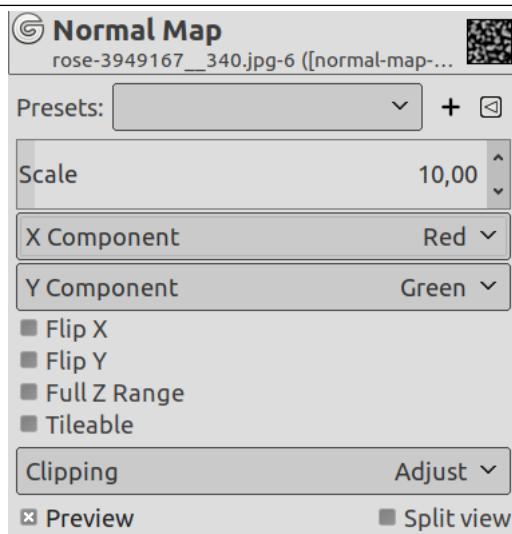 Normal Map
rose-3949167__340.jpg-6 ([normal-map-...
Presets:
Scale 10,00
X Component Red
Y Component Green
Flip X
Flip Y
Full Z Range
Tileable
Clipping Adjust
Preview Split view